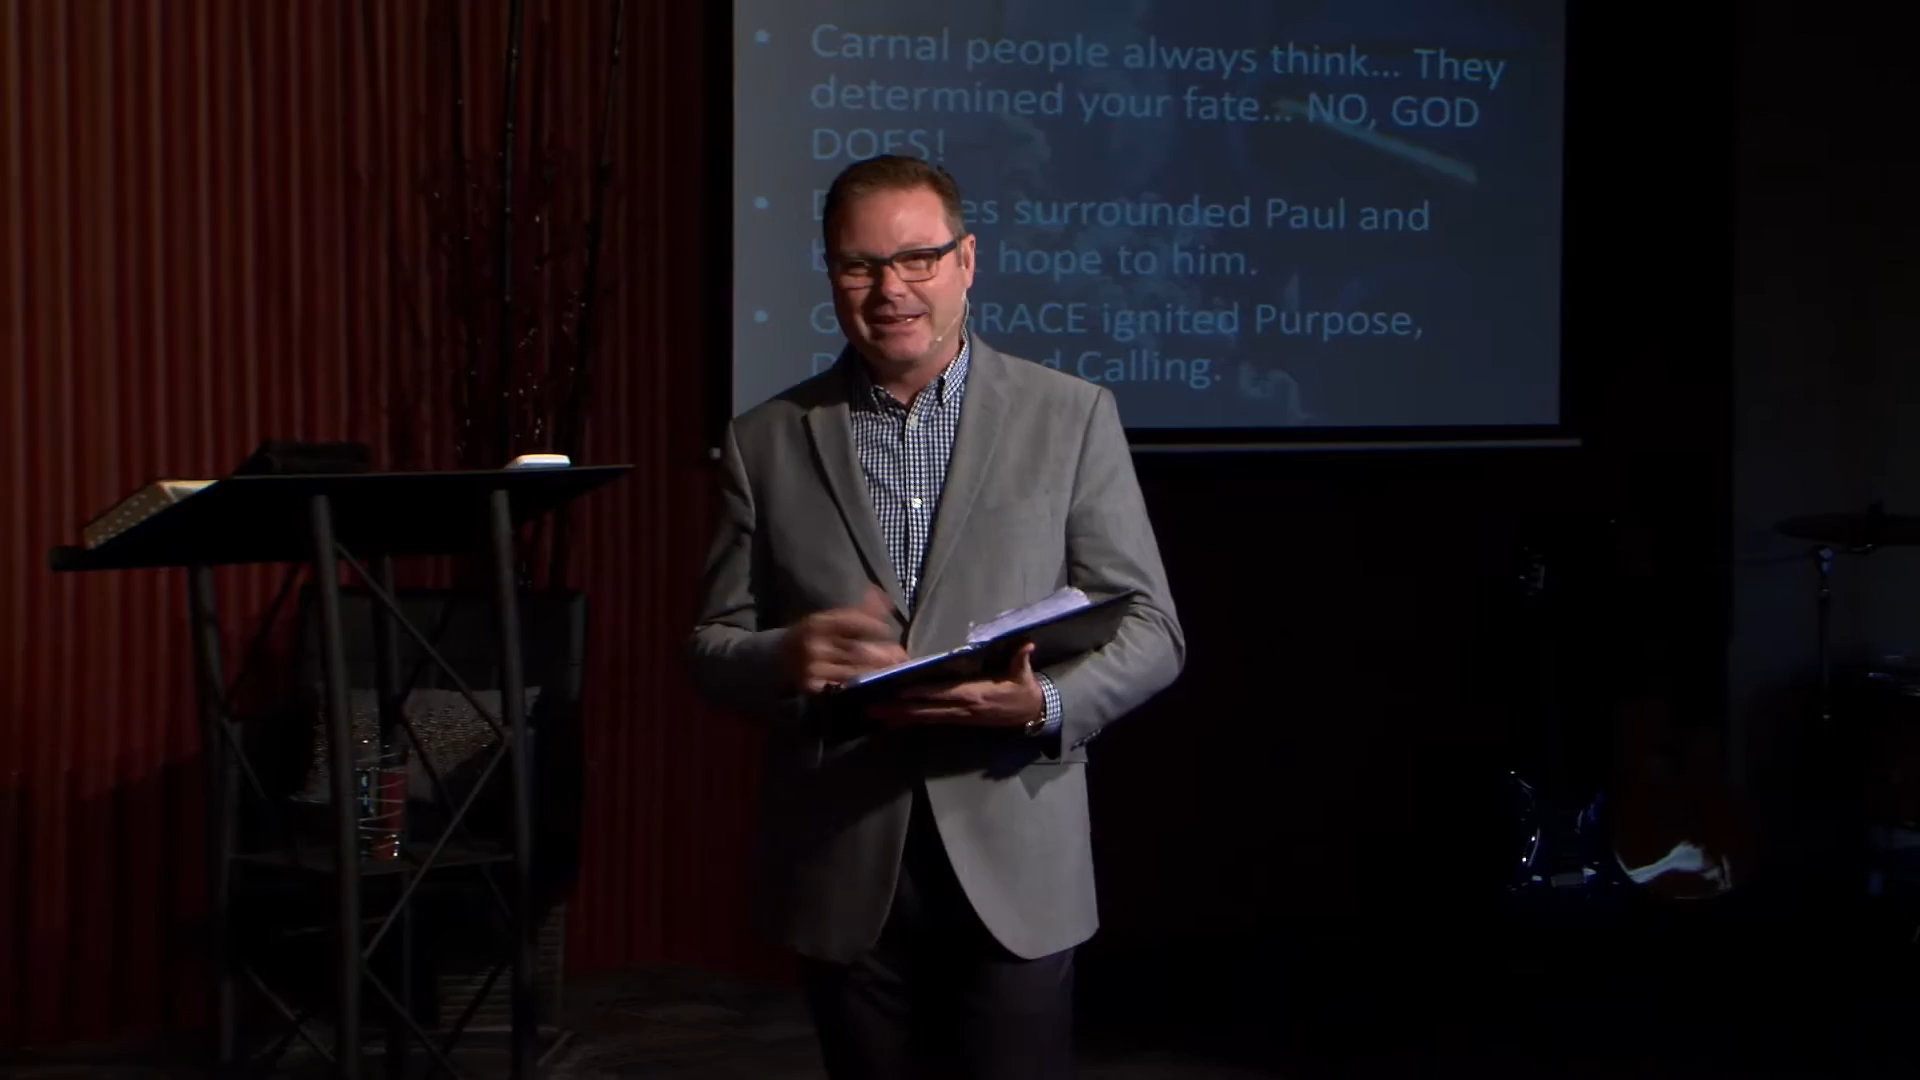 • Carnal people always think... They
determined your fate... NO, GOD
DOES!
• surrounded Paul and
hope to him.
• ignited Purpose,
Calling.